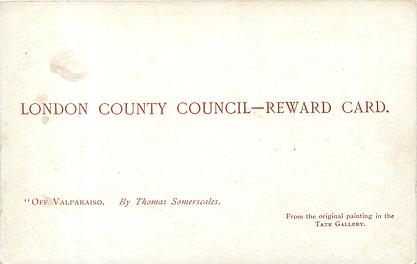 LONDON COUNTY COUNCIL—REWARD CARD.
"Off Valparaiso. By Thomas Somerscales.
From the original painting in the
Tate Gallery.